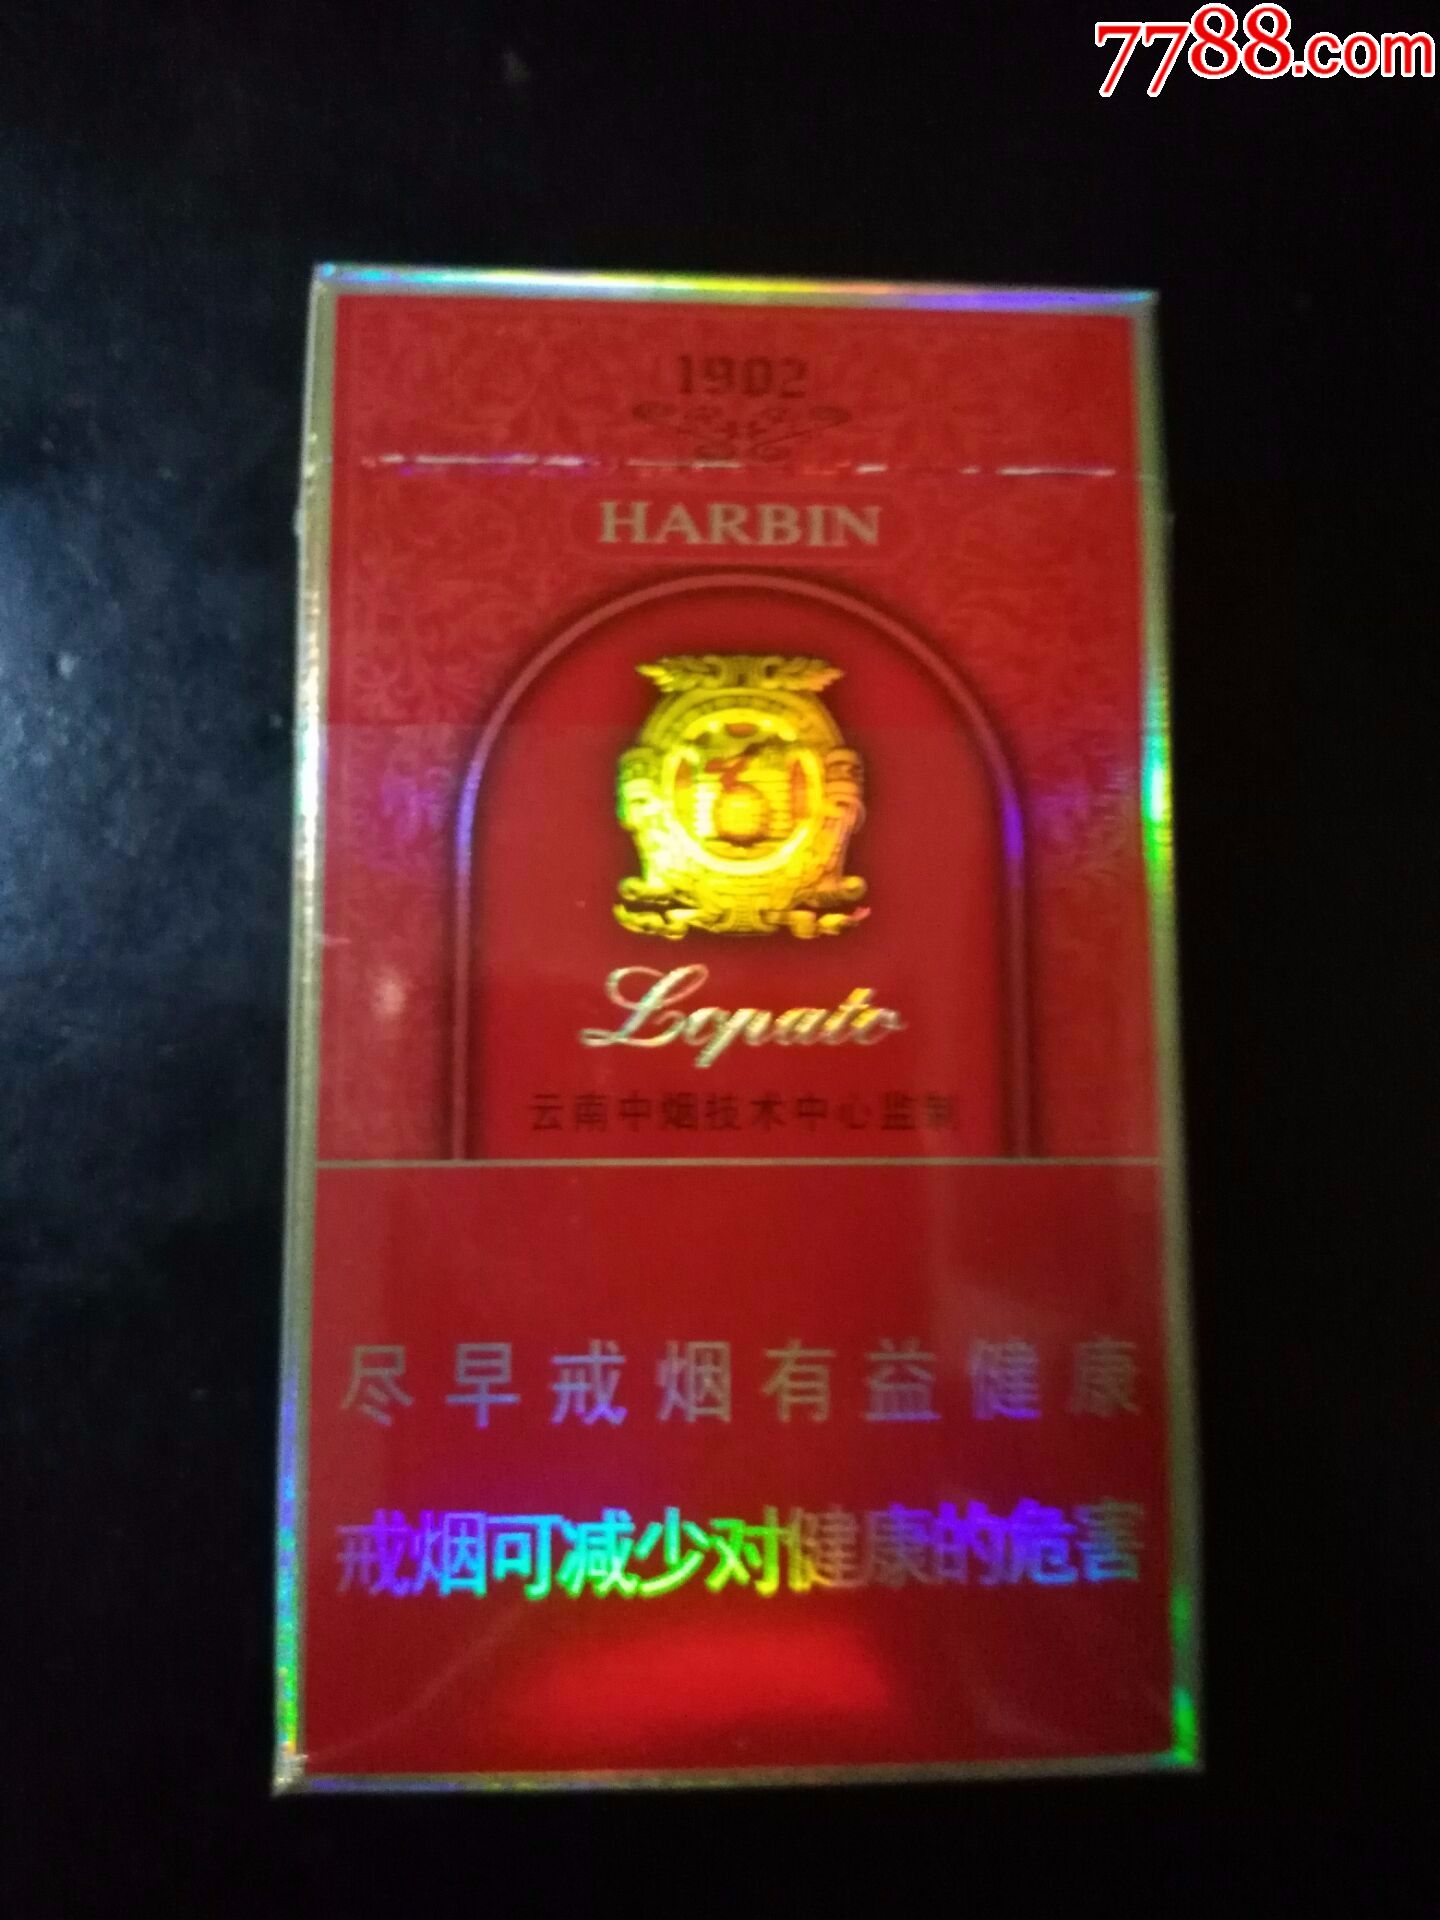 7788.com
1902
HARBIN
Lopato
云南中烟技术中心监制
尽早戒烟有益健康
戒烟可减少对健康的危害